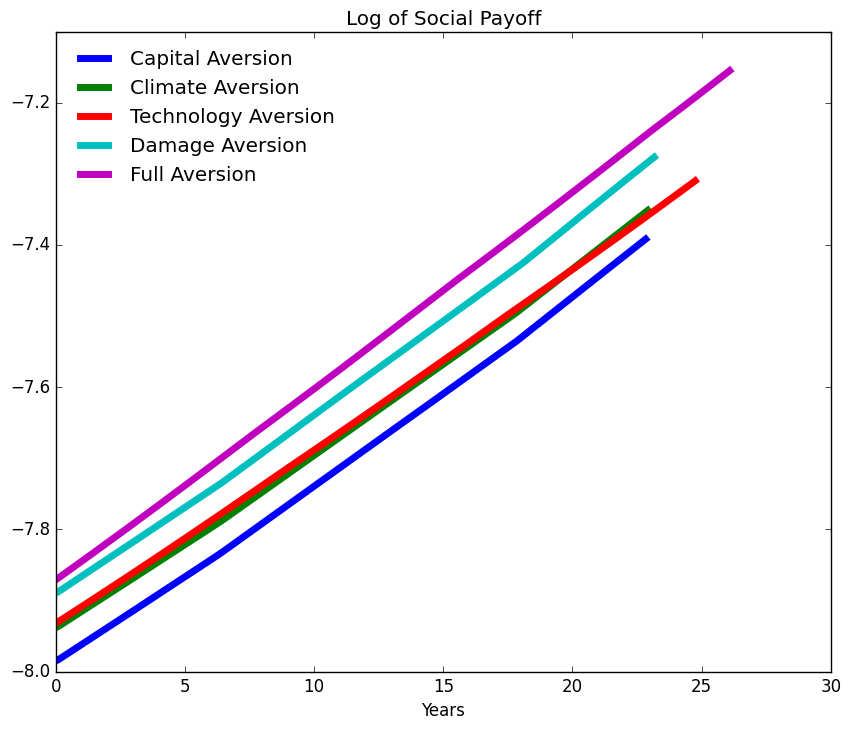 Log of Social Payoff
Capital Aversion
Climate Aversion
Technology Aversion
Damage Aversion
Full Aversion
−7.2
−7.4
−7.6
−7.8
−8.0
0 5 10 15 20 25 30
Years